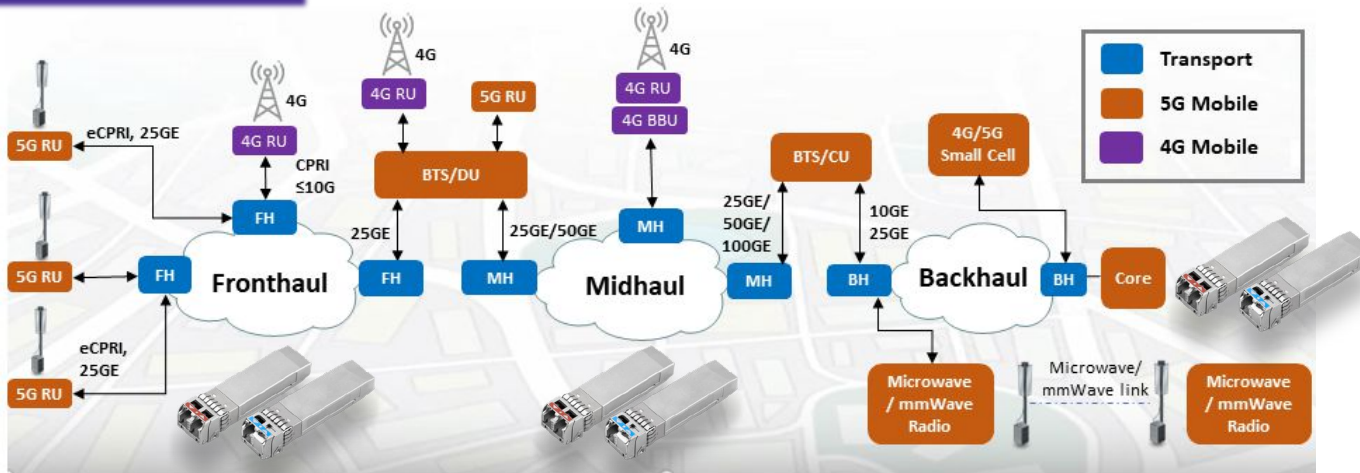 4G
4G
4G
Transport
5G Mobile
4G Mobile
4G RU
5G RU
4G RU
4G BBU
4G/5G
Small Cell
eCPRI, 25GE
5G RU
4G RU
CPRI
≤10G
BTS/DU
BTS/CU
FH
25GE
25GE/50GE
MH
25GE/
50GE/
100GE
10GE
25GE
5G RU
FH
Fronthaul
FH
MH
Midhaul
MH
BH
Backhaul
BH
Core
eCPRI,
25GE
5G RU
Microwave
/ mmWave
Radio
Microwave/
mmWave link
Microwave
/ mmWave
Radio